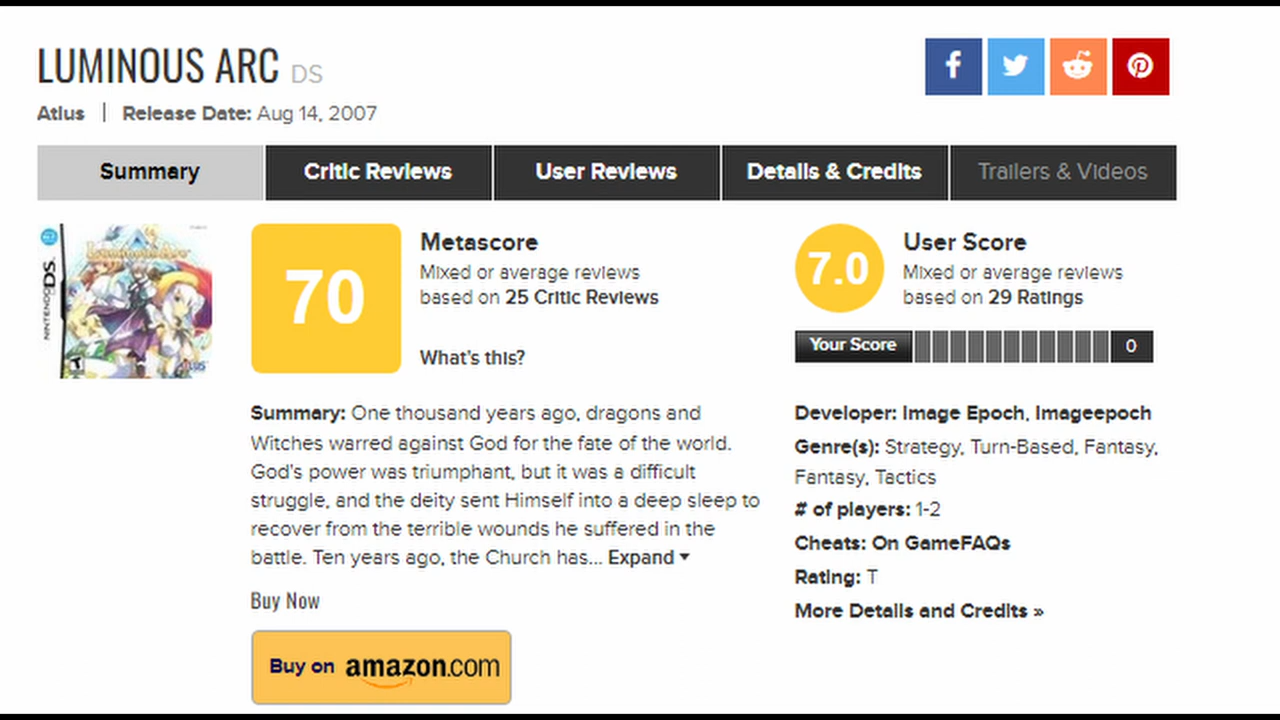 LUMINOUS ARC DS
Atlus | Release Date: Aug 14, 2007
Summary
Critic Reviews
User Reviews
Details & Credits
Trailers & Videos
NINTENDO DS
Luminous Arc
T
70
Metascore
Mixed or average reviews
based on 25 Critic Reviews
What's this?
Summary: One thousand years ago, dragons and
Witches warred against God for the fate of the world.
God's power was triumphant, but it was a difficult
struggle, and the deity sent Himself into a deep sleep to
recover from the terrible wounds he suffered in the
battle. Ten years ago, the Church has... Expand
Buy Now
Buy on amazon.com
7.0
User Score
Mixed or average reviews
based on 29 Ratings
Your Score
0
Developer: Image Epoch, Imageepoch
Genre(s): Strategy, Turn-Based, Fantasy,
Fantasy, Tactics
# of players: 1-2
Cheats: On GameFAQs
Rating: T
More Details and Credits »